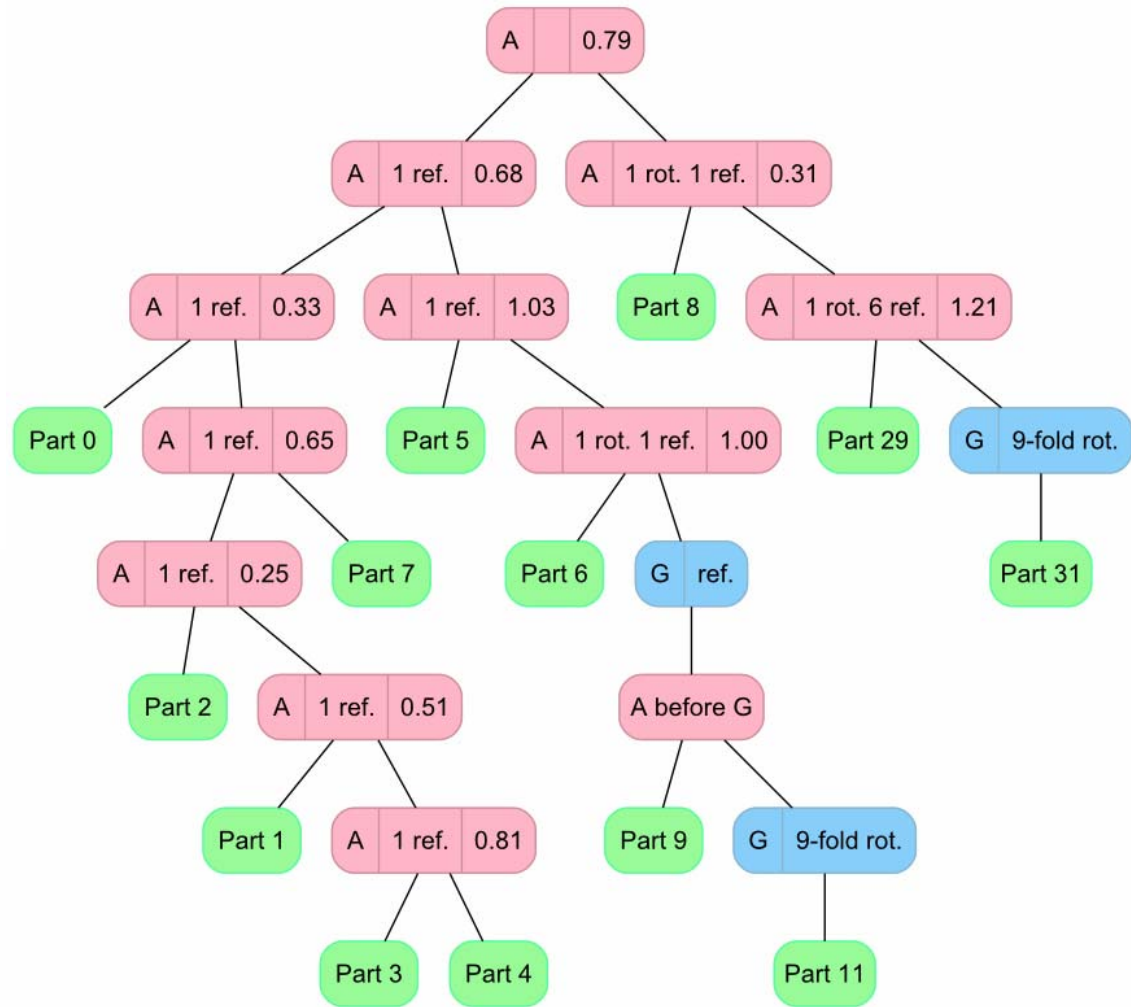 A 0.79
A 1 ref. 0.68
A 1 rot. 1 ref. 0.31
A 1 ref. 0.33
A 1 ref. 1.03
Part 8
A 1 rot. 6 ref. 1.21
Part 0
A 1 ref. 0.65
Part 5
A 1 rot. 1 ref. 1.00
Part 29
G 9-fold rot.
A 1 ref. 0.25
Part 7
Part 6
G ref.
Part 31
Part 2
A 1 ref. 0.51
A before G
Part 1
A 1 ref. 0.81
Part 9
G 9-fold rot.
Part 3
Part 4
Part 11